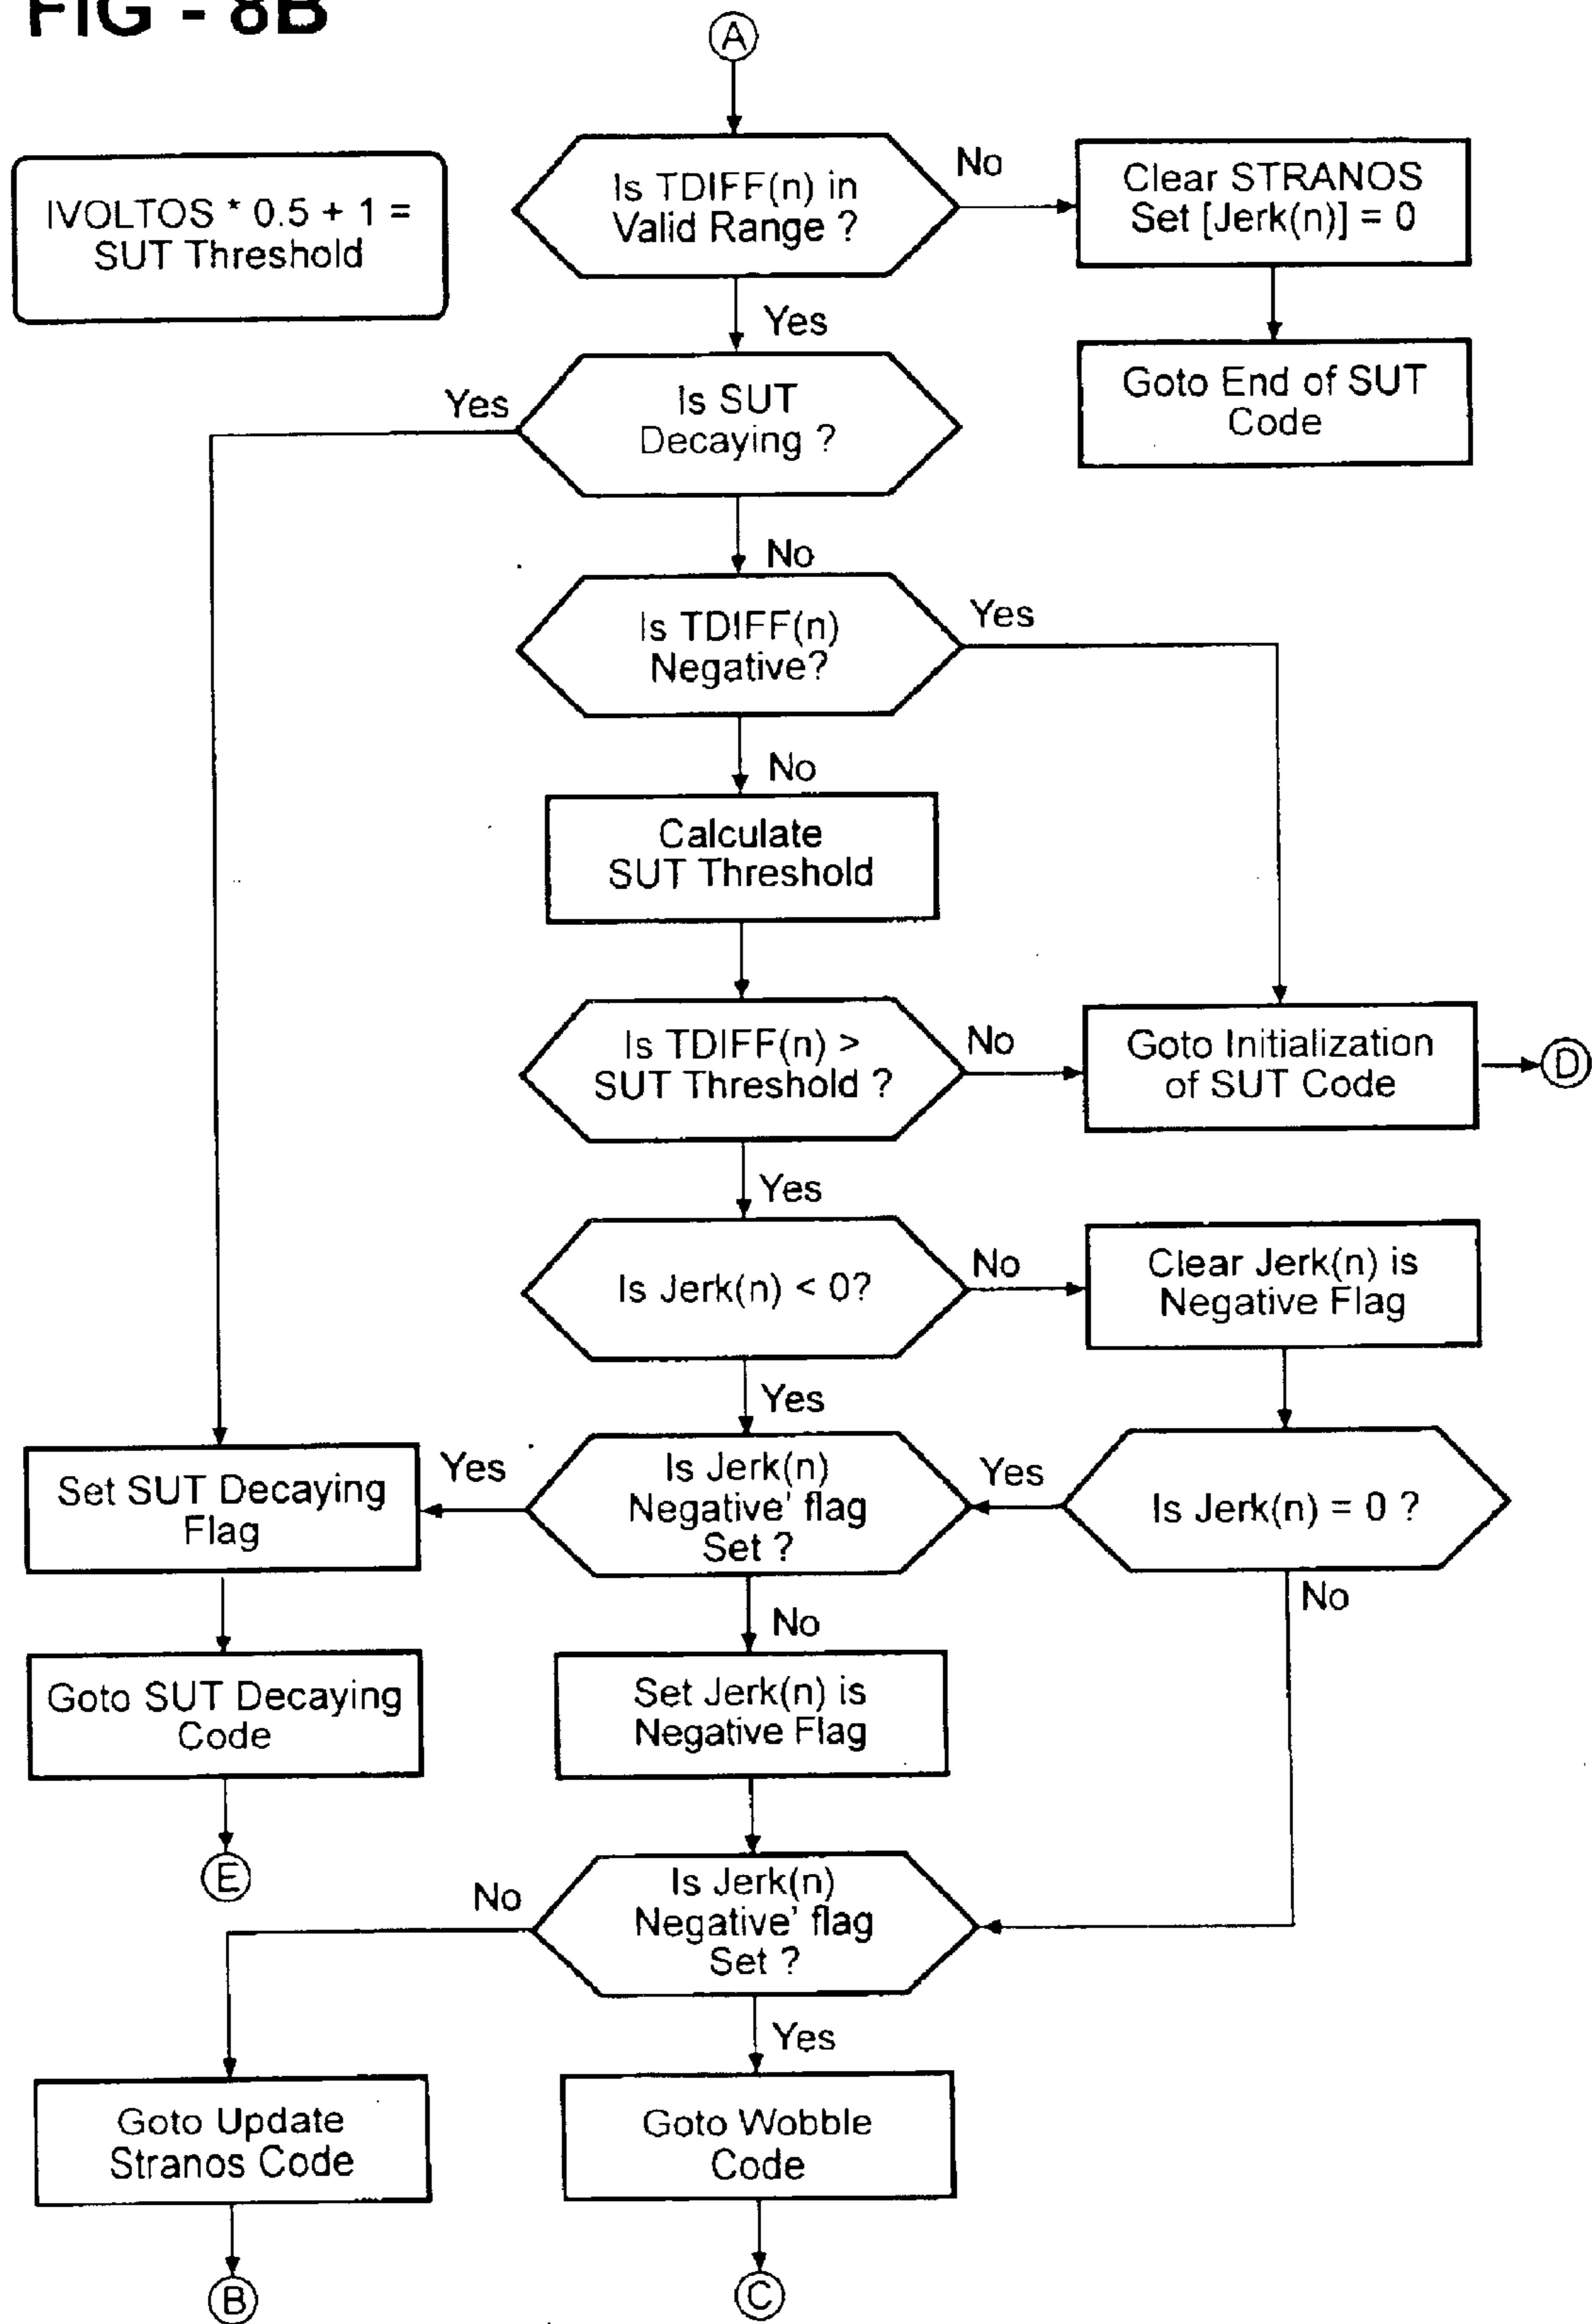 FIG - 8B
A
IVOLTOS * 0.5 + 1 =
SUT Threshold
Is TDIFF(n) in
Valid Range ?
No
Clear STRANOS
Set [Jerk(n)] = 0
Yes
Goto End of SUT
Code
Yes
Is SUT
Decaying ?
No
Is TDIFF(n)
Negative?
Yes
No
Calculate
SUT Threshold
Is TDIFF(n) >
SUT Threshold ?
No
Goto Initialization
of SUT Code
D
Yes
Is Jerk(n) < 0?
No
Clear Jerk(n) is
Negative Flag
Yes
Set SUT Decaying
Flag
Yes
Is Jerk(n)
Negative' flag
Set ?
Yes
Is Jerk(n) = 0 ?
No
No
Goto SUT Decaying
Code
Set Jerk(n) is
Negative Flag
E
No
Is Jerk(n)
Negative' flag
Set ?
Yes
Goto Update
Stranos Code
Goto Wobble
Code
B
C